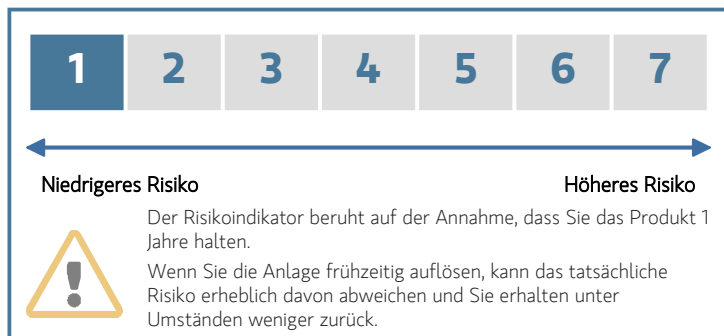 1 2 3 4 5 6 7
Niedrigeres Risiko Höheres Risiko
Der Risikoindikator beruht auf der Annahme, dass Sie das Produkt 1
Jahre halten.
Wenn Sie die Anlage frühzeitig auflösen, kann das tatsächliche
Risiko erheblich davon abweichen und Sie erhalten unter
Umständen weniger zurück.